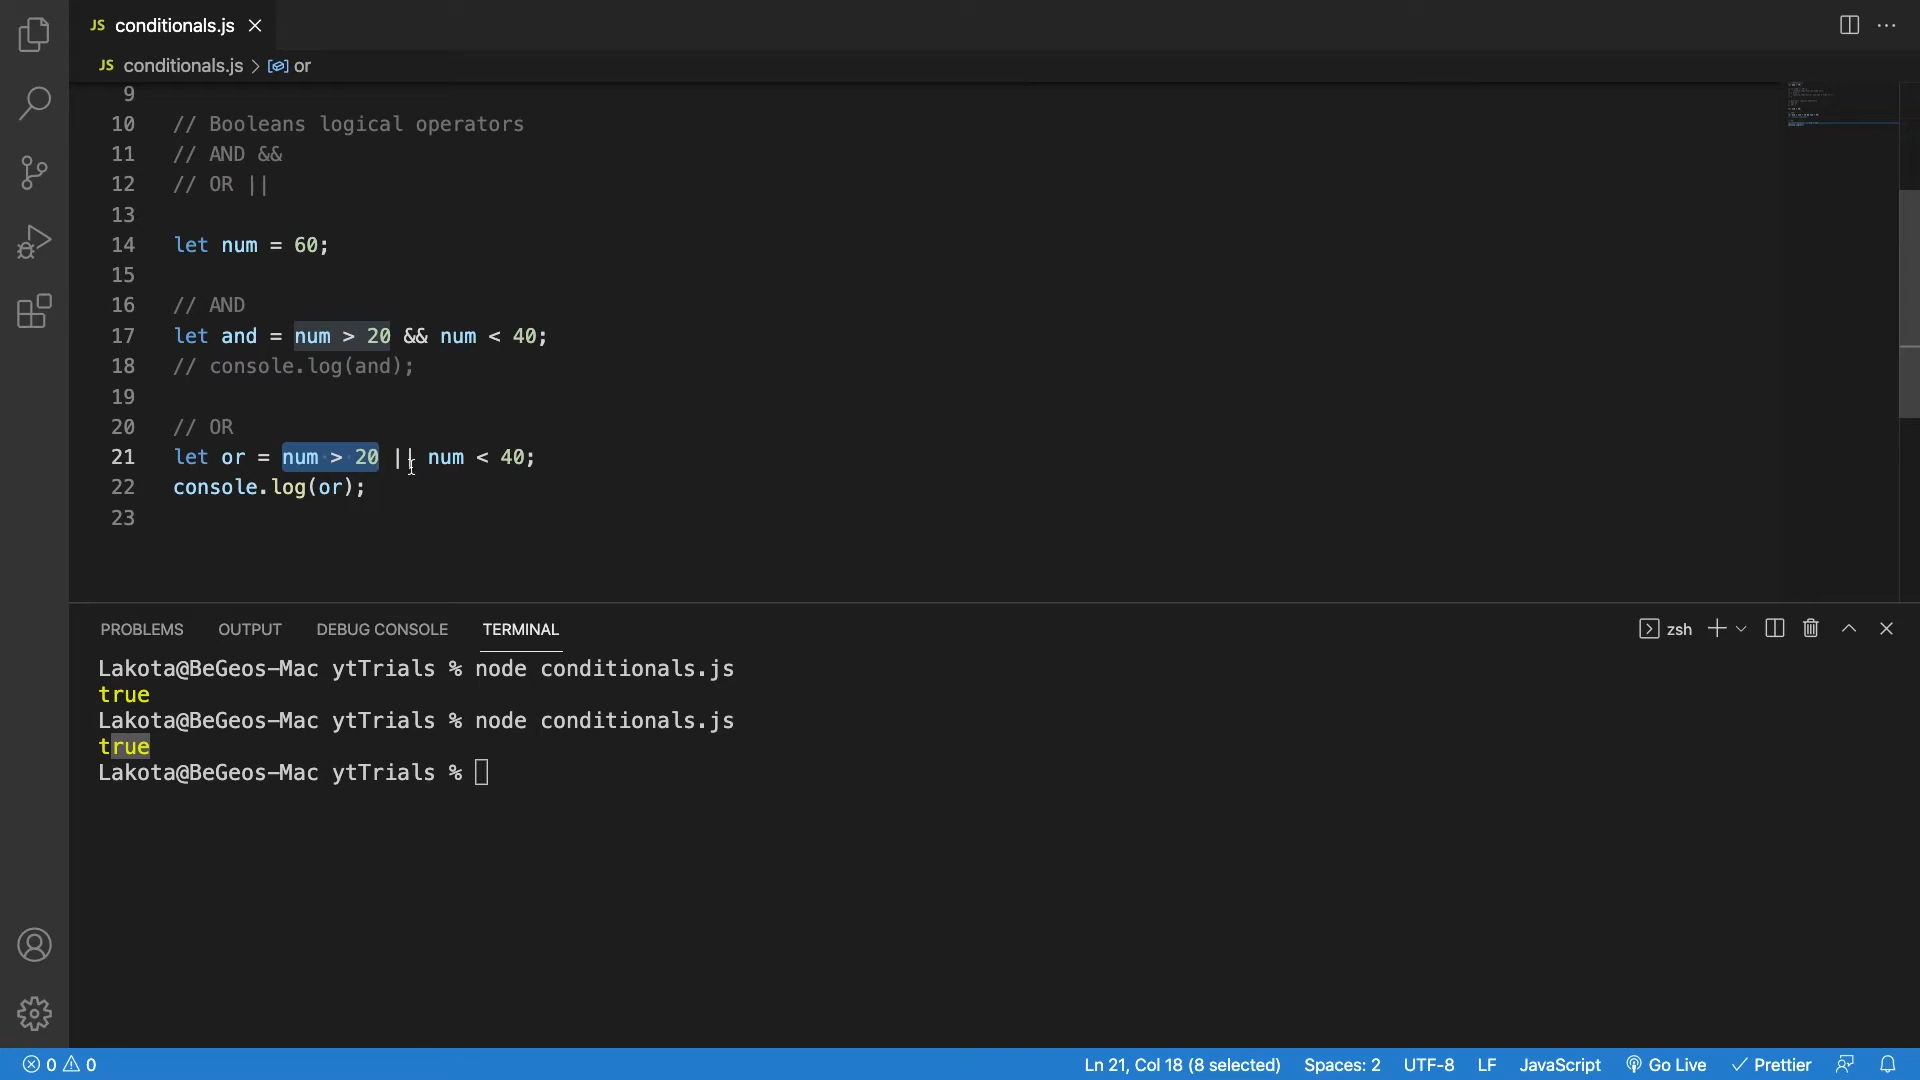 JS conditionals.js
JS conditionals.js > or
9
10 // Booleans logical operators
11 // AND &&
12 // OR ||
13
14 let num = 60;
15
16 // AND
17 let and = num > 20 && num < 40;
18 // console.log(and);
19
20 // OR
21 let or = num > 20 || num < 40;
22 console.log(or);
23
PROBLEMS OUTPUT DEBUG CONSOLE TERMINAL zsh
Lakota@BeGeos-Mac ytTrials % node conditionals.js
true
Lakota@BeGeos-Mac ytTrials % node conditionals.js
true
Lakota@BeGeos-Mac ytTrials %
0 0 Ln 21, Col 18 (8 selected) Spaces: 2 UTF-8 LF JavaScript Go Live Prettier